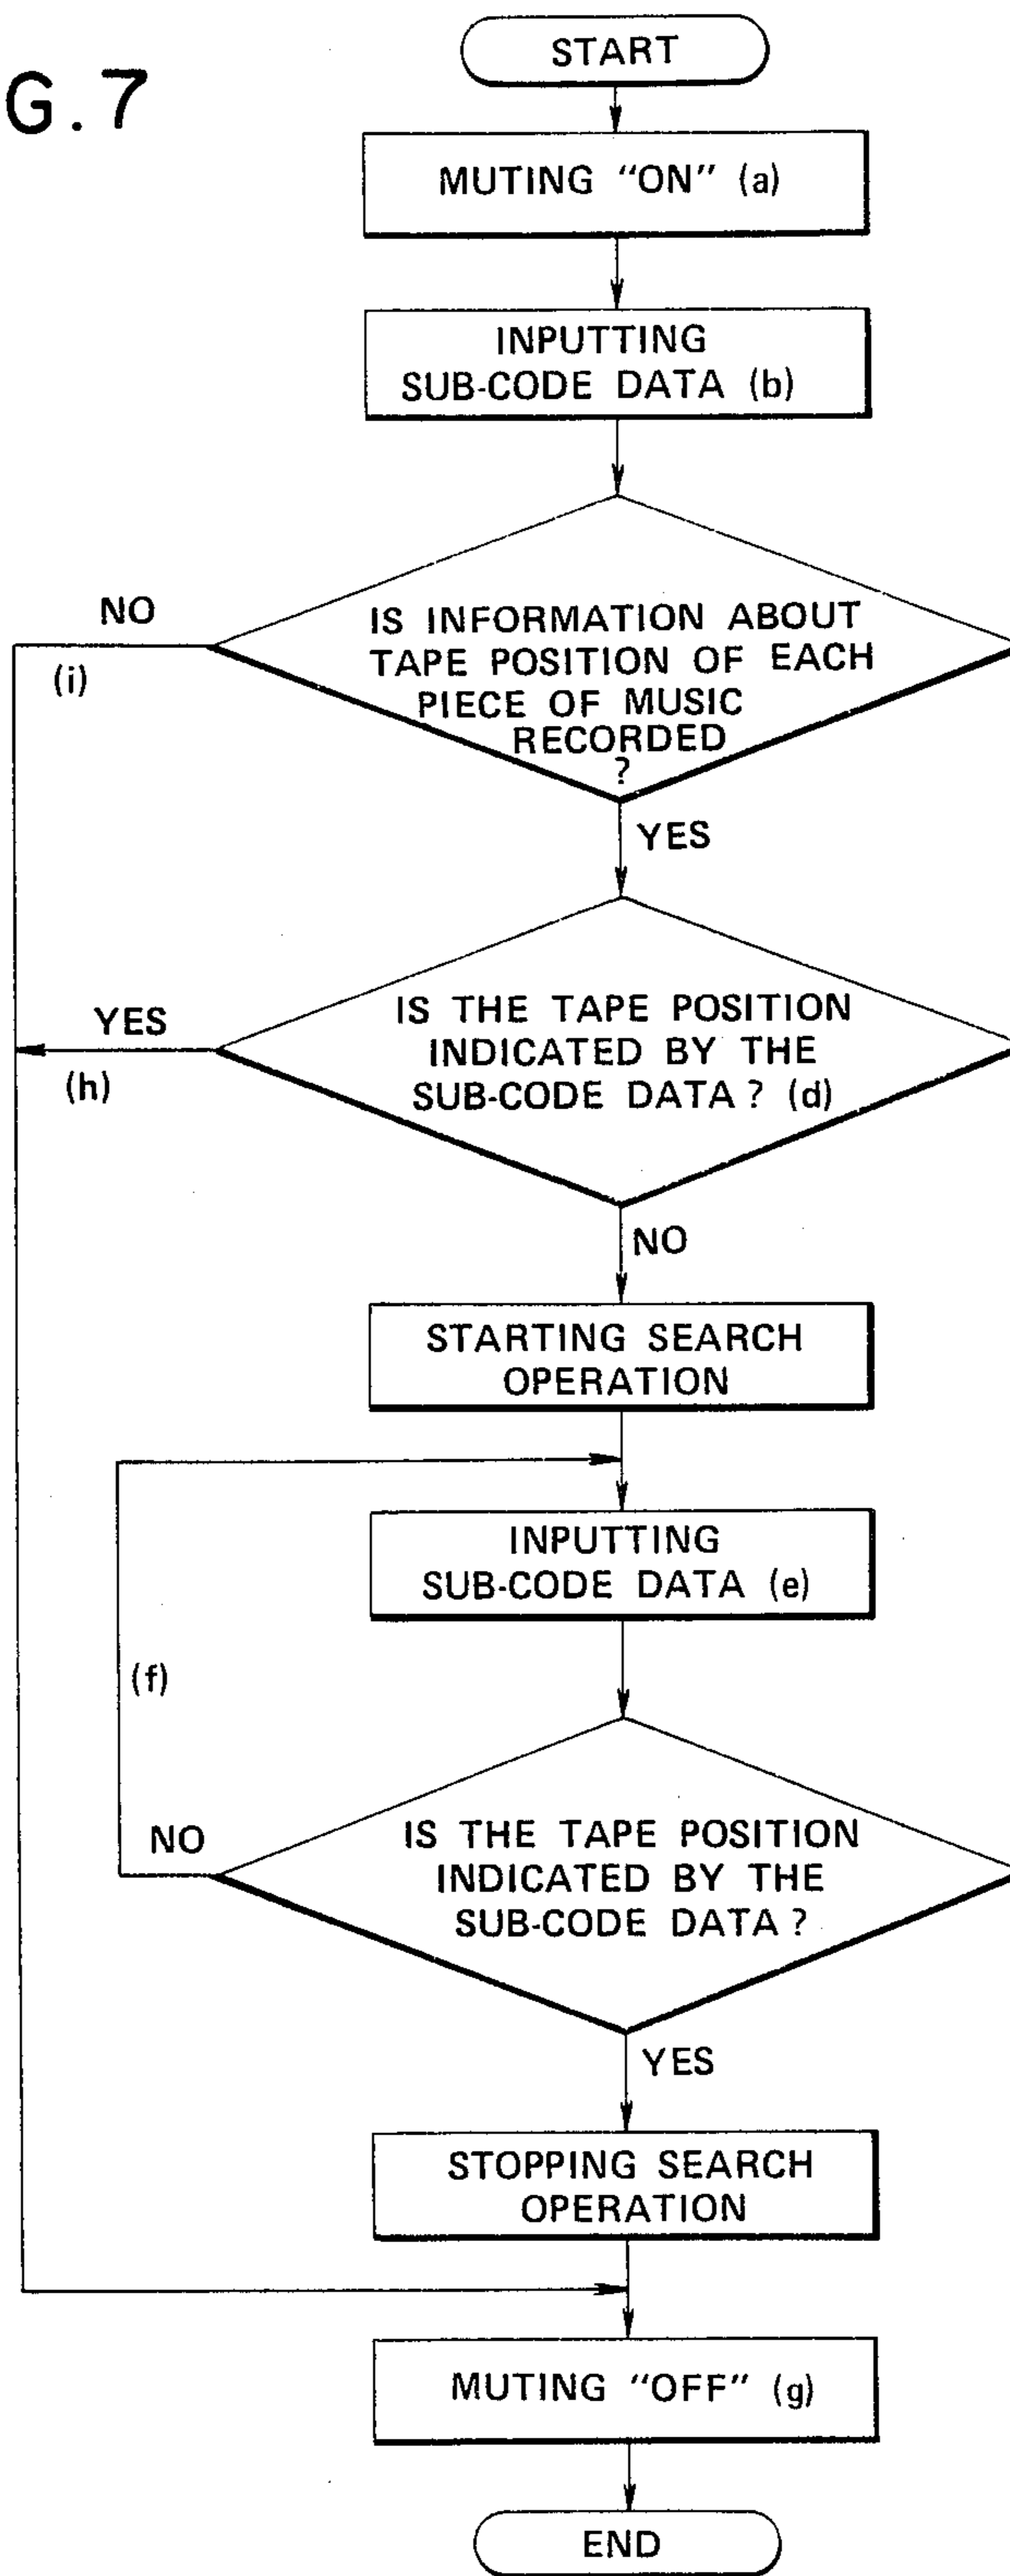 G.7
START
MUTING "ON" (a)
INPUTTING
SUB-CODE DATA (b)
NO
(i)
IS INFORMATION ABOUT
TAPE POSITION OF EACH
PIECE OF MUSIC
RECORDED
?
YES
YES
(h)
IS THE TAPE POSITION
INDICATED BY THE
SUB-CODE DATA? (d)
NO
STARTING SEARCH
OPERATION
INPUTTING
SUB-CODE DATA (e)
(f)
NO
IS THE TAPE POSITION
INDICATED BY THE
SUB-CODE DATA?
YES
STOPPING SEARCH
OPERATION
MUTING "OFF" (g)
END